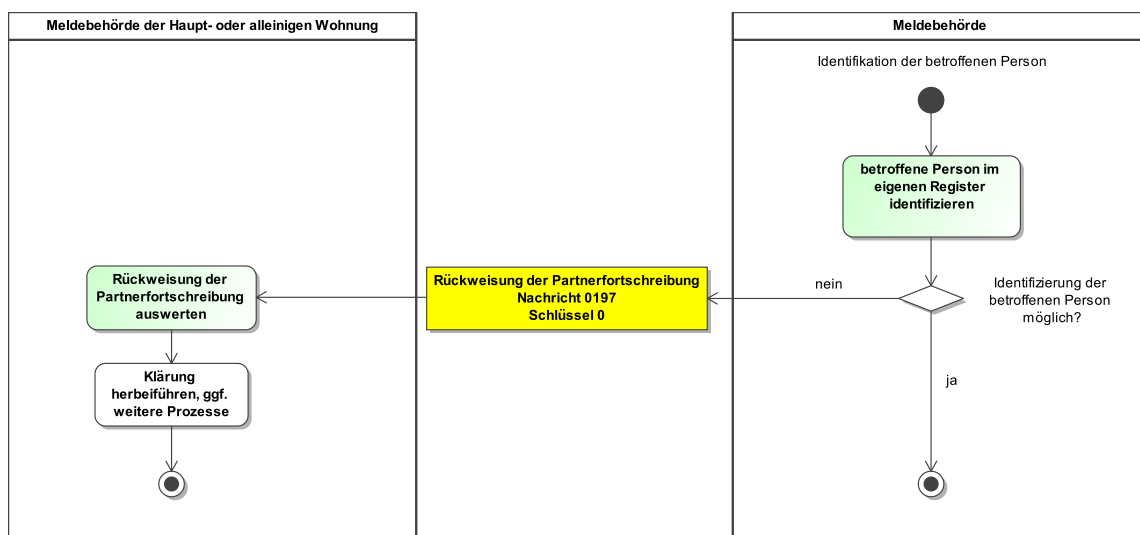 Meldebehörde der Haupt- oder alleinigen Wohnung
Meldebehörde
Identifikation der betroffenen Person
betroffene Person im
eigenen Register
identifizieren
Identifizierung der
betroffenen Person
möglich?
nein
ja
Rückweisung der Partnerfortschreibung
Nachricht 0197
Schlüssel 0
Rückweisung der
Partnerfortschreibung
auswerten
Klärung
herbeiführen, ggf.
weitere Prozesse